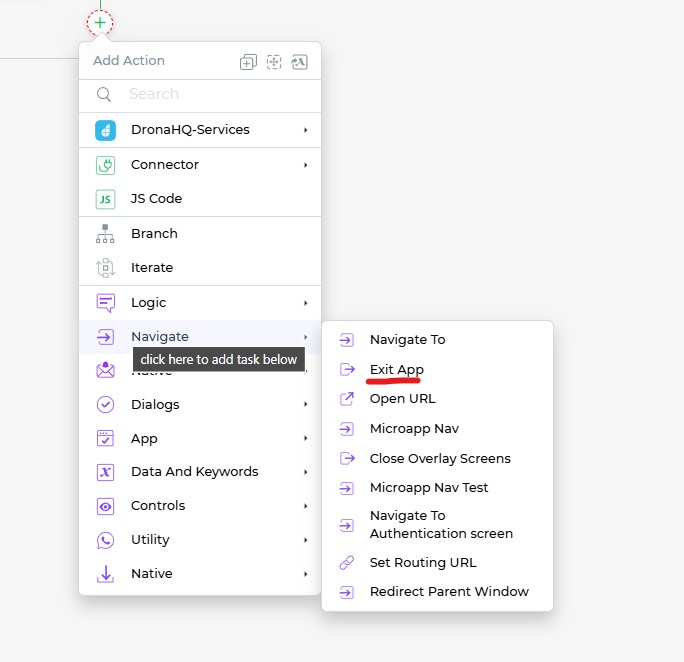 Add Action
Search
DronaHQ-Services
Connector
JS
JS Code
Branch
Iterate
Logic
Navigate
click here to add task below
Dialogs
App
Data And Keywords
Controls
Utility
Native
Navigate To
Exit App
Open URL
Microapp Nav
Close Overlay Screens
Microapp Nav Test
Navigate To
Authentication screen
Set Routing URL
Redirect Parent Window